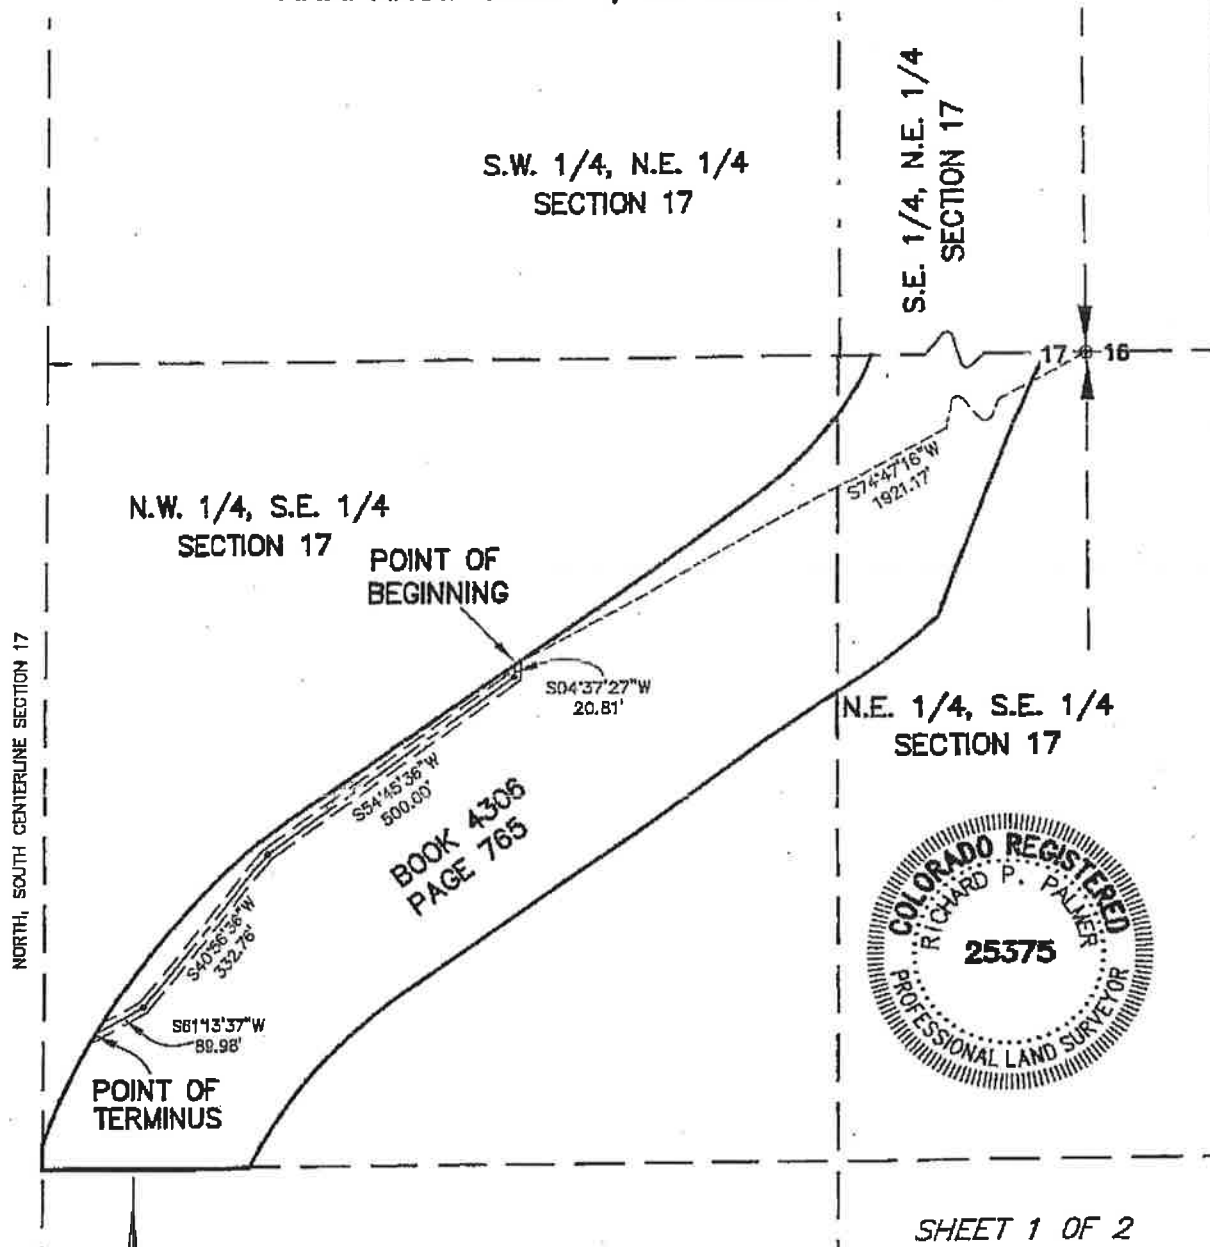 S.W. 1/4, N.E. 1/4
SECTION 17
S.E. 1/4, N.E. 1/4
SECTION 17
17
16
S74°47'16"W
1921.17'
N.W. 1/4, S.E. 1/4
SECTION 17
POINT OF
BEGINNING
S04°37'27"W
20.81'
NORTH, SOUTH CENTERLINE SECTION 17
N.E. 1/4, S.E. 1/4
SECTION 17
S54°45'36"W
500.00'
BOOK 4306
PAGE 765
S40°56'36"W
332.76'
S61°13'37"W
89.98'
POINT OF
TERMINUS
COLORADO REGISTERED
RICHARD P. PALMER
25375
PROFESSIONAL LAND SURVEYOR
SHEET 1 OF 2